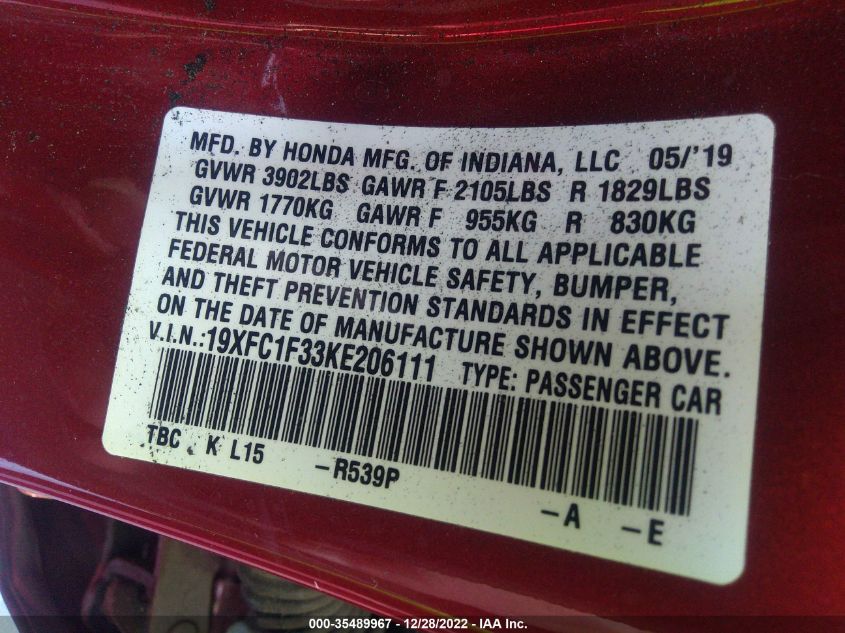 MFD. BY HONDA MFG. OF INDIANA, LLC 05/'19
GVWR 3902LBS GAWR F 2105LBS R 1829LBS
GVWR 1770KG GAWR F 955KG R 830KG
THIS VEHICLE CONFORMS TO ALL APPLICABLE
FEDERAL MOTOR VEHICLE SAFETY, BUMPER,
AND THEFT PREVENTION STANDARDS IN EFFECT
ON THE DATE OF MANUFACTURE SHOWN ABOVE.
V.I.N.:19XFC1F33KE206111 TYPE: PASSENGER CAR
TBC K L15 -R539P -A -E
000-35489967 - 12/28/2022 - IAA Inc.